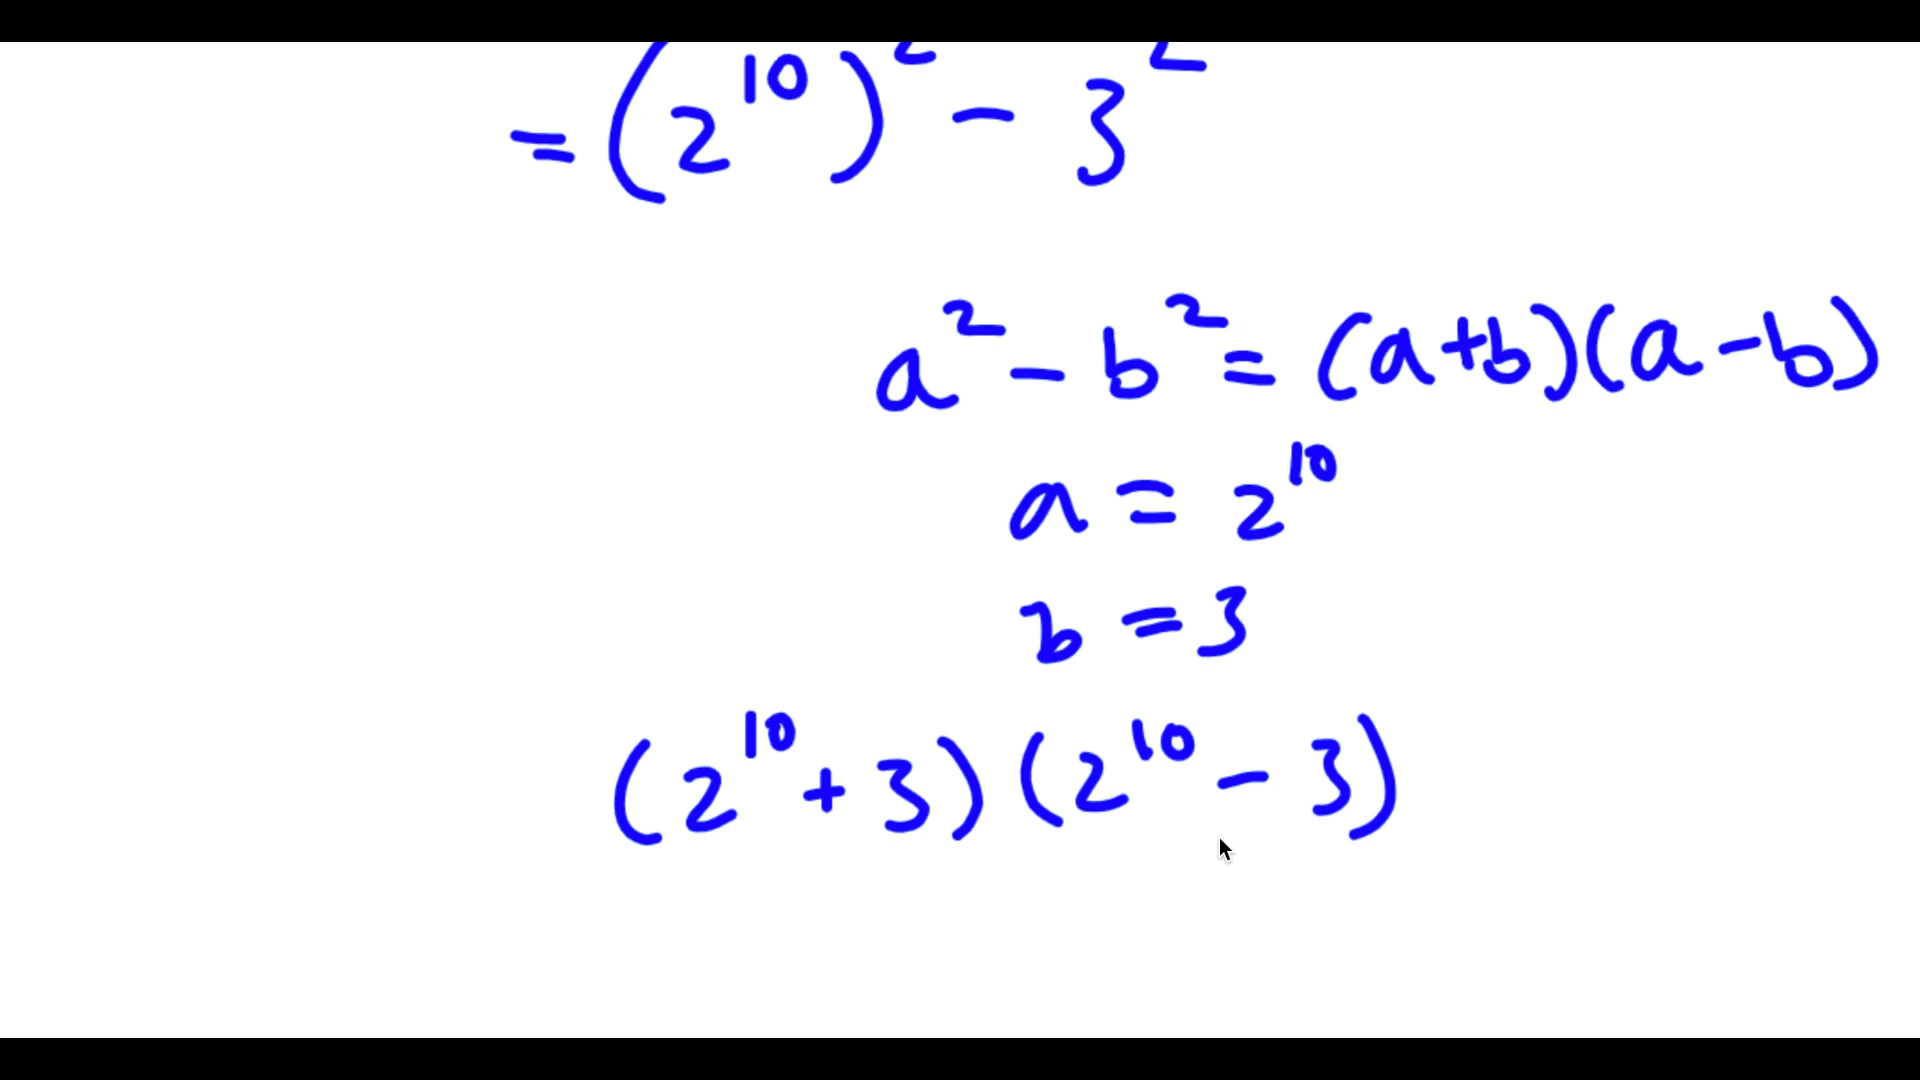 = (2^10)^2 - 3^2
a^2 - b^2 = (a+b)(a-b)
a = 2^10
b = 3
(2^10 + 3)(2^10 - 3)